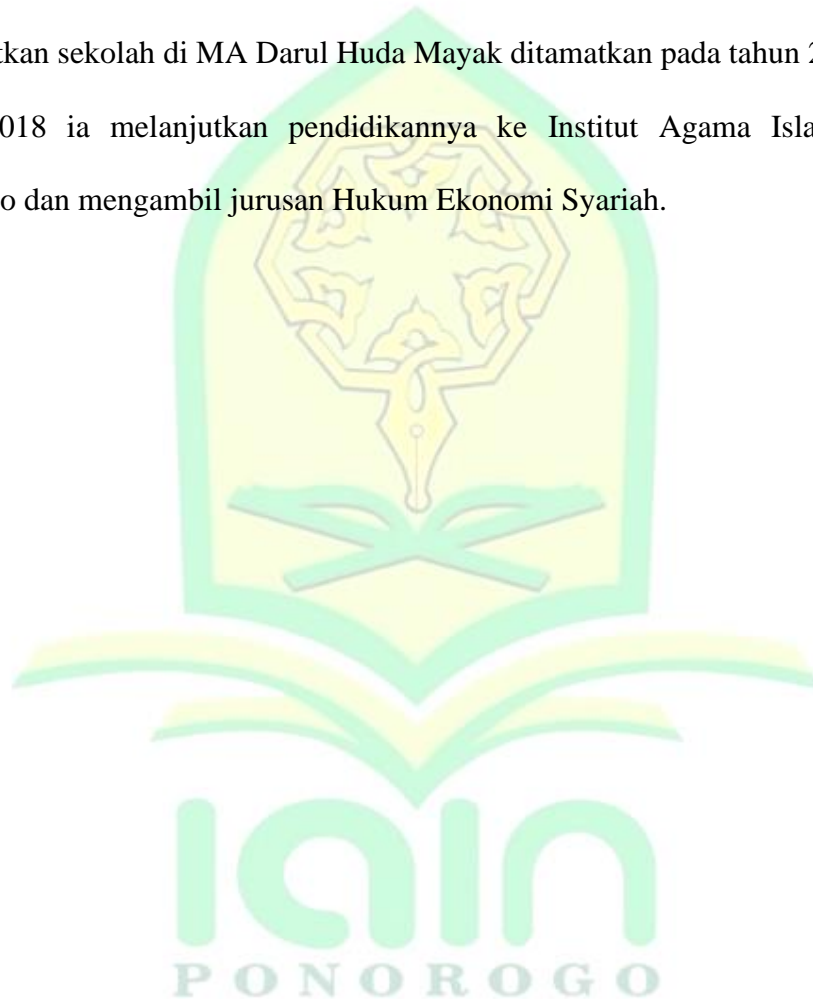 tkan sekolah di MA Darul Huda Mayak ditamatkan pada tahun 2
018 ia melanjutkan pendidikannya ke Institut Agama Isla
o dan mengambil jurusan Hukum Ekonomi Syariah.
iain
PONOROGO